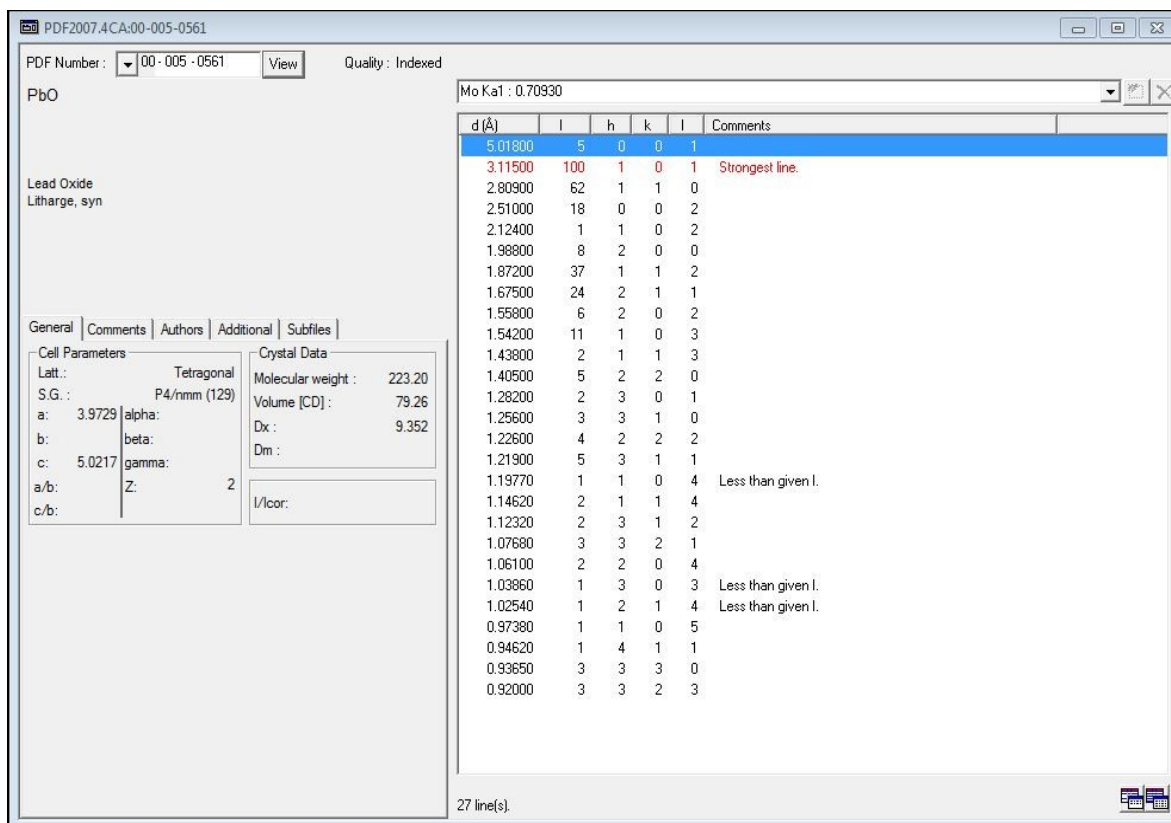 PDF2007.4CA:00-005-0561
PDF Number : 00-005-0561 View Quality : Indexed
PbO
Lead Oxide
Litharge, syn
General Comments Authors Additional Subfiles
Cell Parameters
Latt.: Tetragonal
S.G. : P4/nmm (129)
a: 3.9729 alpha:
b: beta:
c: 5.0217 gamma:
a/b: Z: 2
c/b:
Crystal Data
Molecular weight : 223.20
Volume [CD] : 79.26
Dx : 9.352
Dm :
I/Icor:
Mo Ka1 : 0.70930
d (Å) I h k l Comments
5.01800 5 0 0 1
3.11500 100 1 0 1 Strongest line.
2.80900 62 1 1 0
2.51000 18 0 0 2
2.12400 1 1 0 2
1.98800 8 2 0 0
1.87200 37 1 1 2
1.67500 24 2 1 1
1.55800 6 2 0 2
1.54200 11 1 0 3
1.43800 2 1 1 3
1.40500 5 2 2 0
1.28200 2 3 0 1
1.25600 3 3 1 0
1.22600 4 2 2 2
1.21900 5 3 1 1
1.19770 1 1 0 4 Less than given I.
1.14620 2 1 1 4
1.12320 2 3 1 2
1.07680 3 3 2 1
1.06100 2 2 0 4
1.03860 1 3 0 3 Less than given I.
1.02540 1 2 1 4 Less than given I.
0.97380 1 1 0 5
0.94620 1 4 1 1
0.93650 3 3 3 0
0.92000 3 3 2 3
27 line(s).